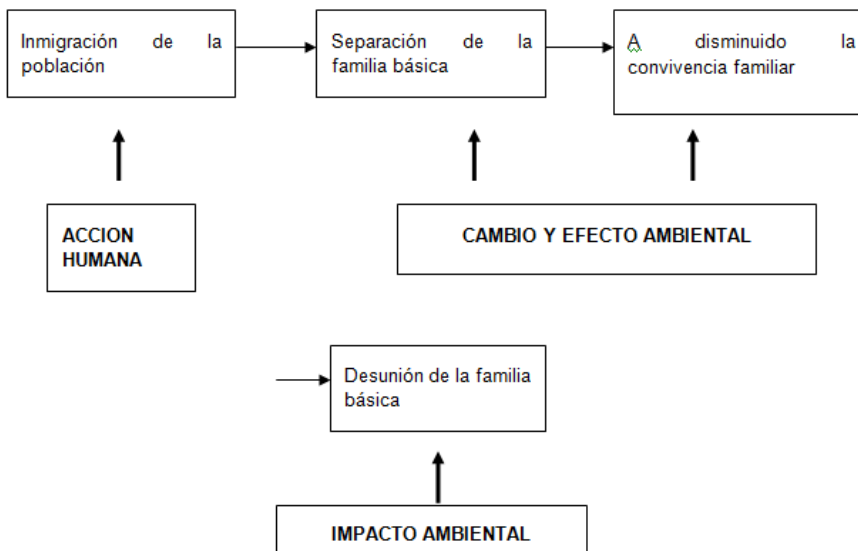 Inmigración de la
población
Separación de la
familia básica
A disminuido la
convivencia familiar
ACCION
HUMANA
CAMBIO Y EFECTO AMBIENTAL
Desunión de la familia
básica
IMPACTO AMBIENTAL